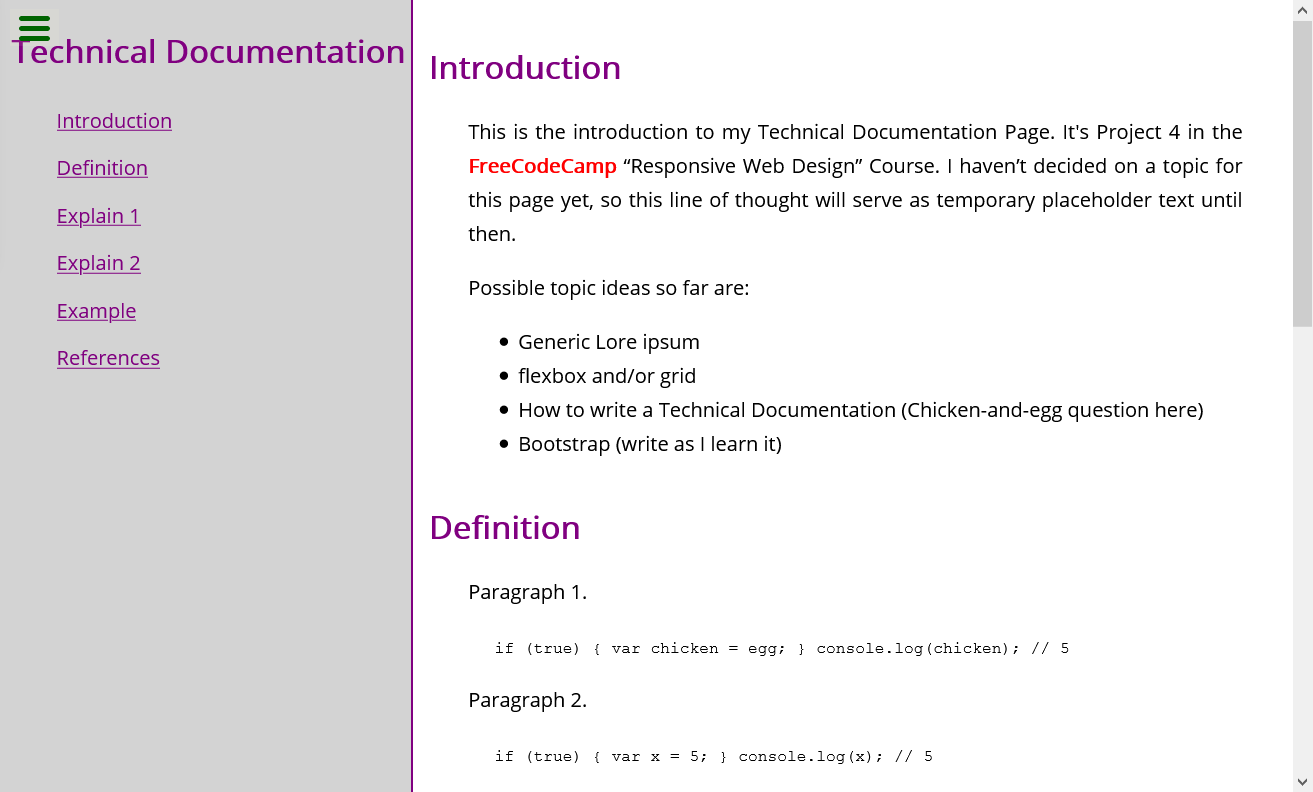 Technical Documentation
Introduction
Definition
Explain 1
Explain 2
Example
References
Introduction
This is the introduction to my Technical Documentation Page. It's Project 4 in the
FreeCodeCamp “Responsive Web Design” Course. I haven’t decided on a topic for
this page yet, so this line of thought will serve as temporary placeholder text until
then.
Possible topic ideas so far are:
• Generic Lore ipsum
• flexbox and/or grid
• How to write a Technical Documentation (Chicken-and-egg question here)
• Bootstrap (write as I learn it)
Definition
Paragraph 1.
if (true) { var chicken = egg; } console.log(chicken); // 5
Paragraph 2.
if (true) { var x = 5; } console.log(x); // 5